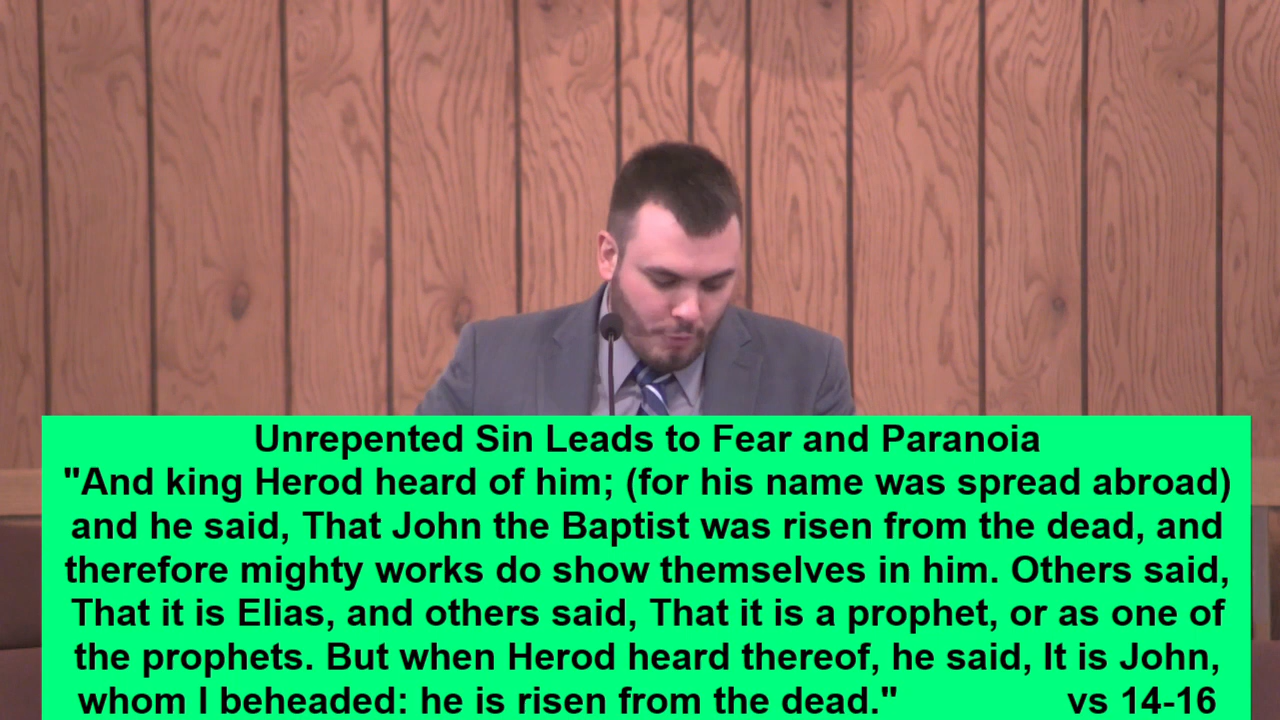 Unrepented Sin Leads to Fear and Paranoia
"And king Herod heard of him; (for his name was spread abroad)
and he said, That John the Baptist was risen from the dead, and
therefore mighty works do show themselves in him. Others said,
That it is Elias, and others said, That it is a prophet, or as one of
the prophets. But when Herod heard thereof, he said, It is John,
whom I beheaded: he is risen from the dead." vs 14-16